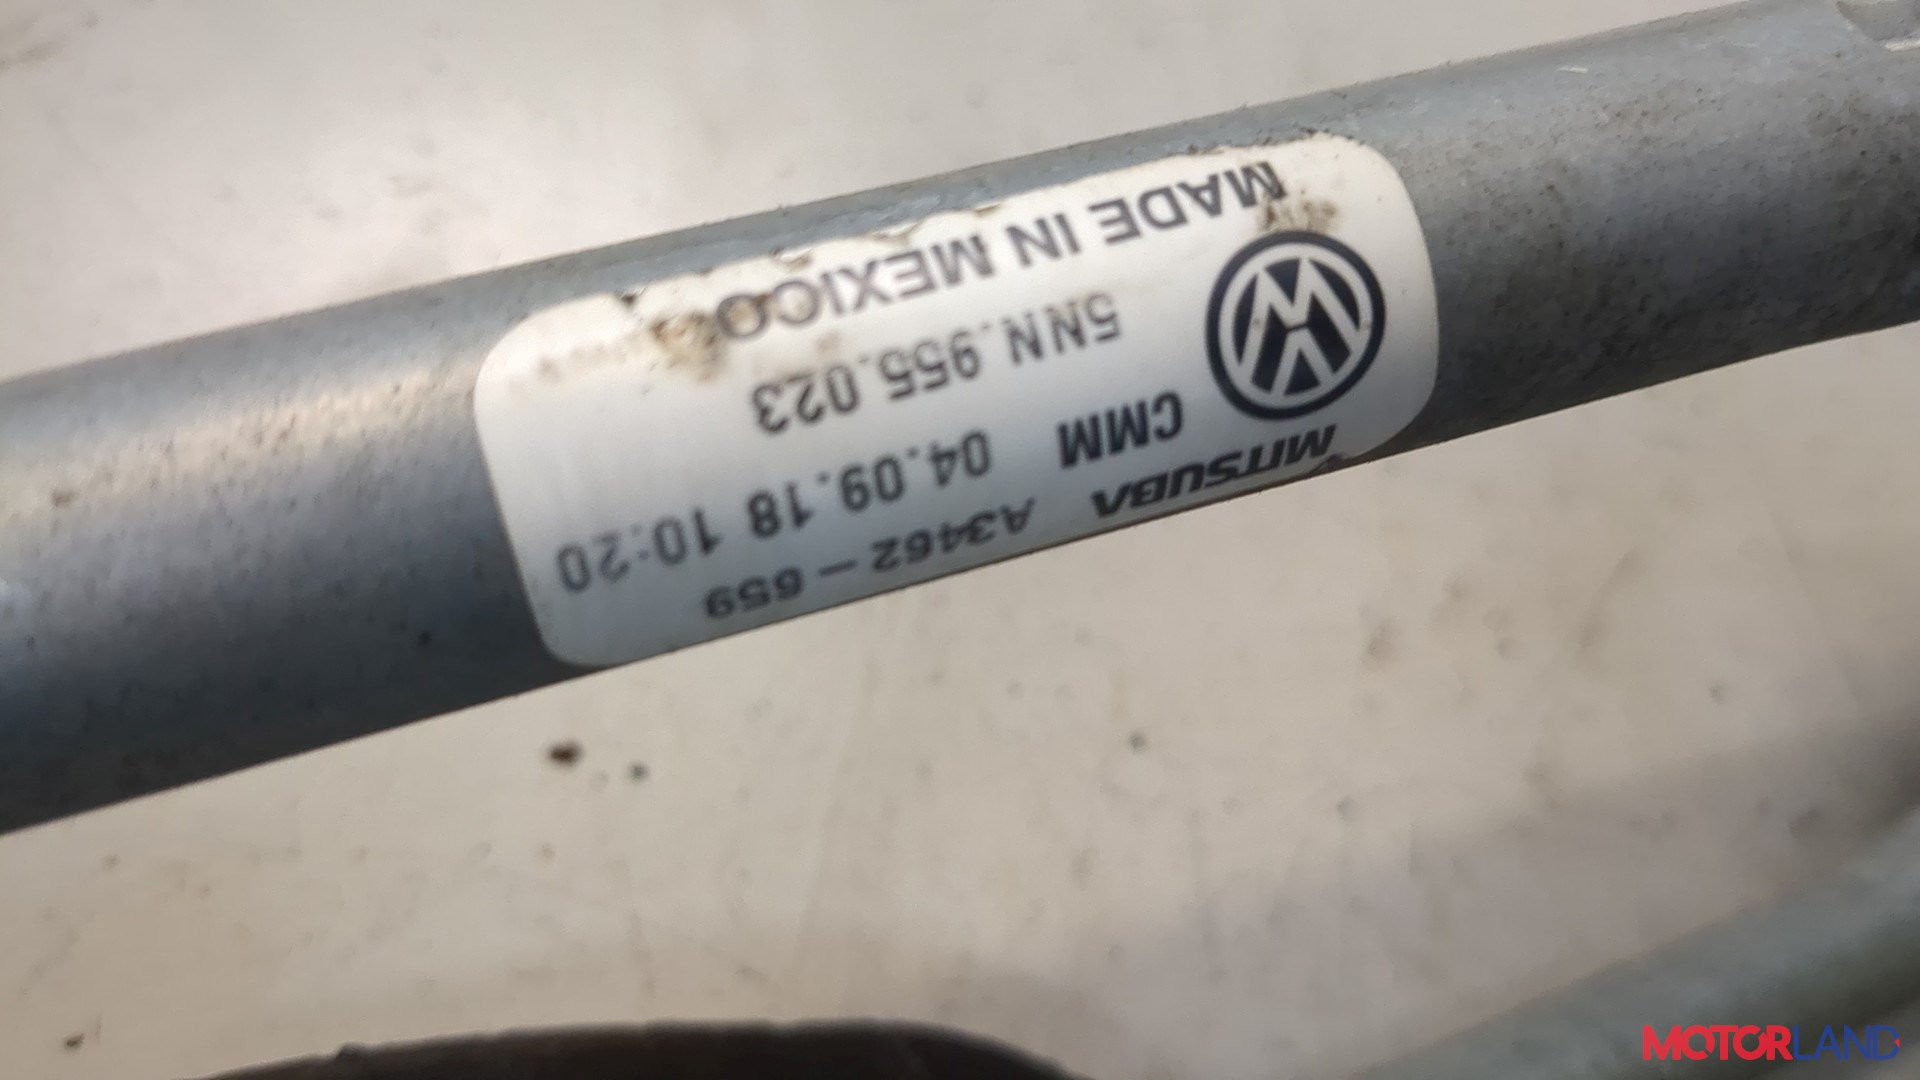 MITSUBA A3462-659
CMM 04.09.18 10:20
5NN.955.023
MADE IN MEXICO
MOTORLAND